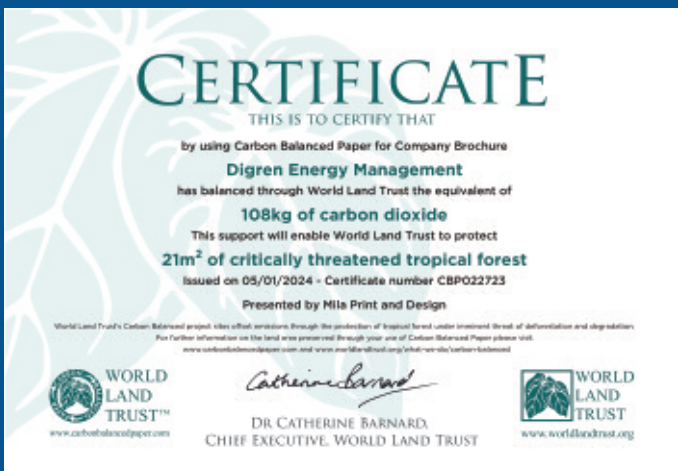 CERTIFICATE
THIS IS TO CERTIFY THAT
by using Carbon Balanced Paper for Company Brochure
Digren Energy Management
has balanced through World Land Trust the equivalent of
108kg of carbon dioxide
This support will enable World Land Trust to protect
21m² of critically threatened tropical forest
Issued on 05/01/2024 - Certificate number CBP022723
Presented by Mila Print and Design
World Land Trust's Carbon Balanced project sites offset emissions through the protection of tropical forest under imminent threat of deforestation and degradation.
For further information on the land area preserved through your use of Carbon Balanced Paper please visit
www.carbonbalancedpaper.com and www.worldlandtrust.org/what-we-do/carbon-balanced
WORLD
LAND
TRUST™
www.carbonbalancedpaper.com
Catherine Barnard
DR CATHERINE BARNARD,
CHIEF EXECUTIVE, WORLD LAND TRUST
WORLD
LAND
TRUST
www.worldlandtrust.org